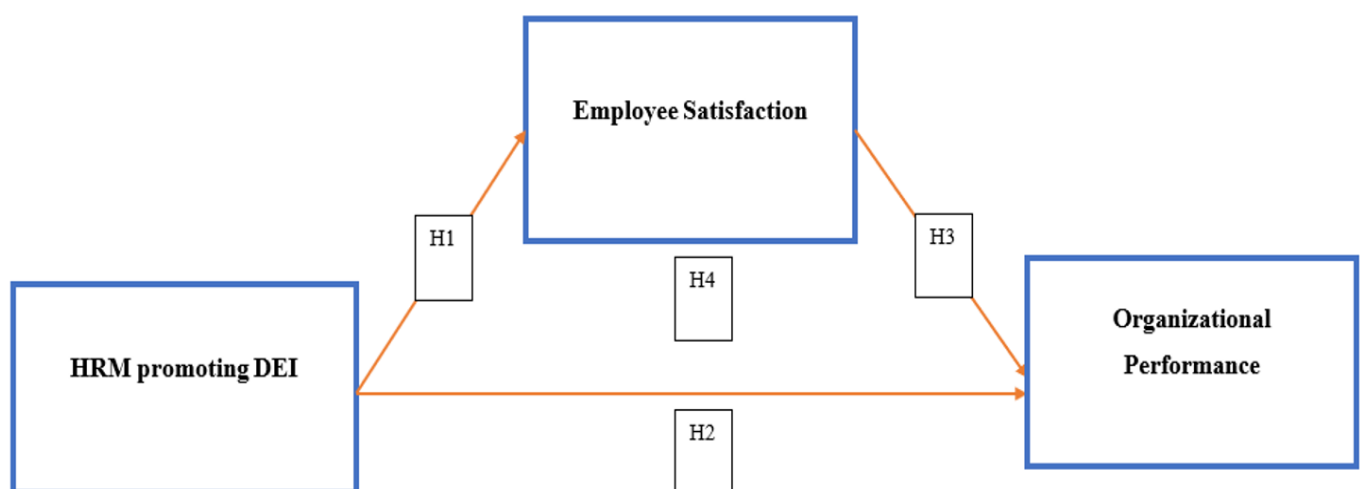 Employee Satisfaction
H1
H3
H4
HRM promoting DEI
Organizational
Performance
H2